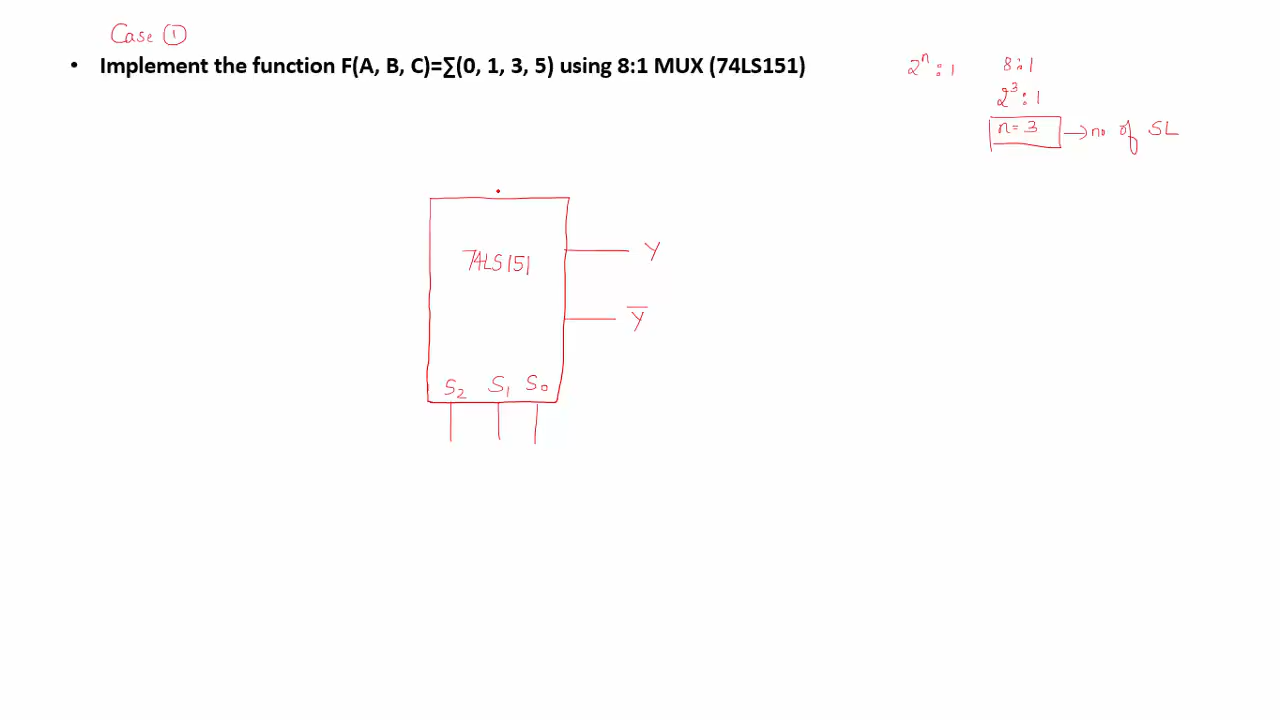 Case ①
• Implement the function F(A, B, C)=∑(0, 1, 3, 5) using 8:1 MUX (74LS151)
2ⁿ : 1 8:1
2³ : 1
n = 3 → no of SL
74LS151
Y
Y̅
S₂ S₁ S₀